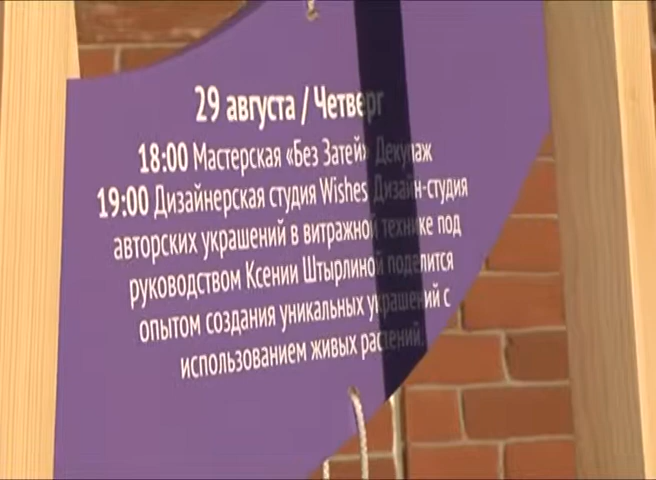 29 августа / Четверг
18:00 Мастерская «Без Затей» Декупаж
19:00 Дизайнерская студия Wishes Дизайн-студия
авторских украшений в витражной технике под
руководством Ксении Штырлиной поделится
опытом создания уникальных украшений с
использованием живых растений.